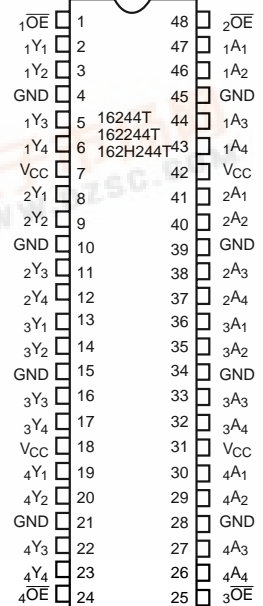 1OE 1 48 2OE
1Y1 2 47 1A1
1Y2 3 46 1A2
GND 4 45 GND
1Y3 5 16244T 44 1A3
162244T
1Y4 6 162H244T 43 1A4
VCC 7 42 VCC
2Y1 8 41 2A1
2Y2 9 40 2A2
GND 10 39 GND
2Y3 11 38 2A3
2Y4 12 37 2A4
3Y1 13 36 3A1
3Y2 14 35 3A2
GND 15 34 GND
3Y3 16 33 3A3
3Y4 17 32 3A4
VCC 18 31 VCC
4Y1 19 30 4A1
4Y2 20 29 4A2
GND 21 28 GND
4Y3 22 27 4A3
4Y4 23 26 4A4
4OE 24 25 3OE